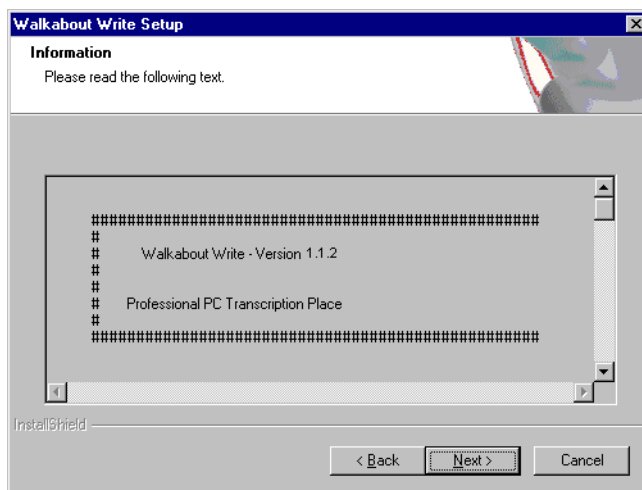 Walkabout Write Setup
Information
Please read the following text.
##########################################################
#
# Walkabout Write - Version 1.1.2
#
#
# Professional PC Transcription Place
#
##########################################################
InstallShield
< Back
Next >
Cancel